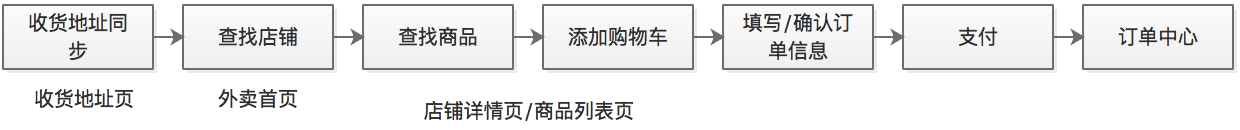 收货地址同
步
查找店铺
查找商品
添加购物车
填写/确认订
单信息
支付
订单中心
收货地址页
外卖首页
店铺详情页/商品列表页